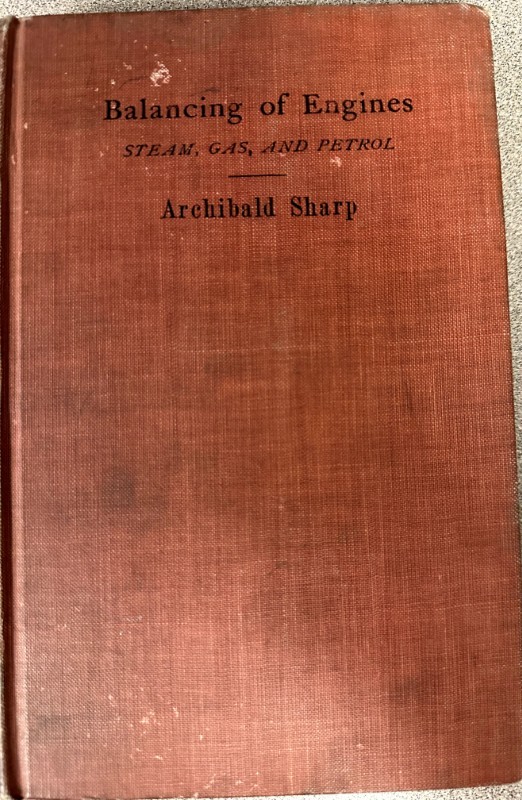 Balancing of Engines
STEAM, GAS, AND PETROL
Archibald Sharp